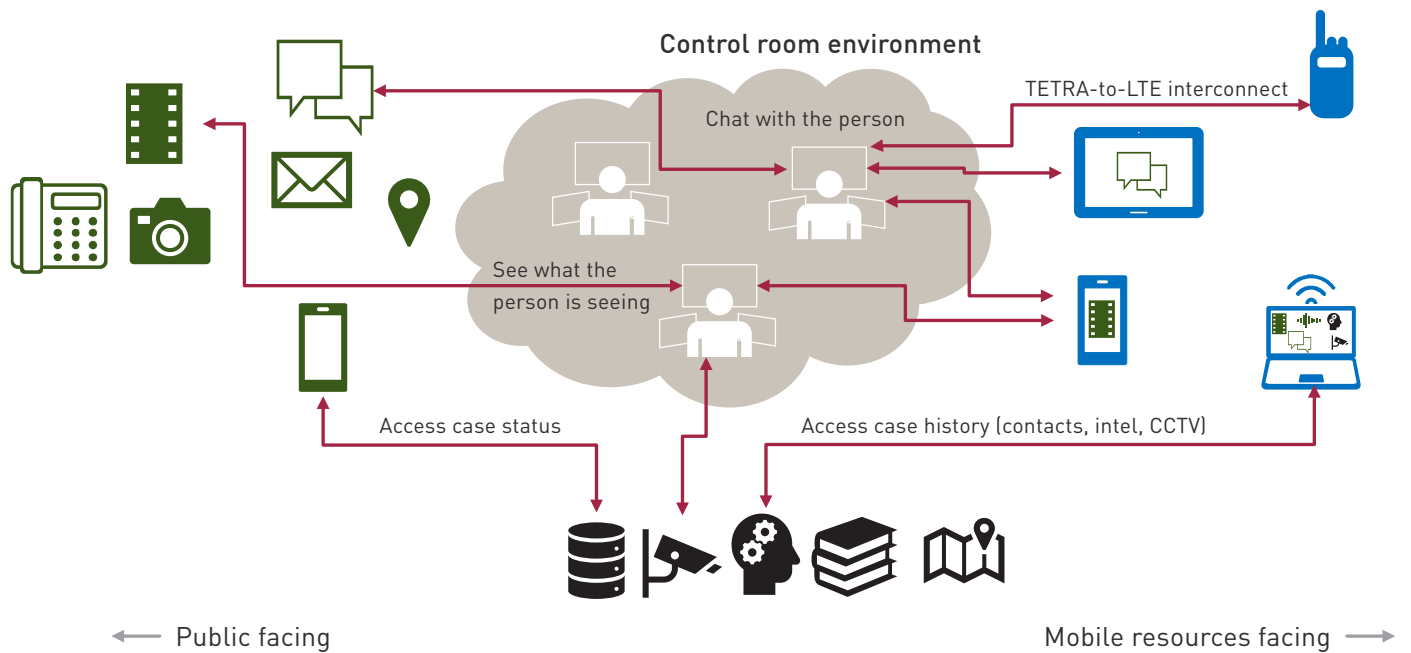 Control room environment
TETRA-to-LTE interconnect
Chat with the person
See what the
person is seeing
Access case status
Access case history (contacts, intel, CCTV)
Public facing
Mobile resources facing